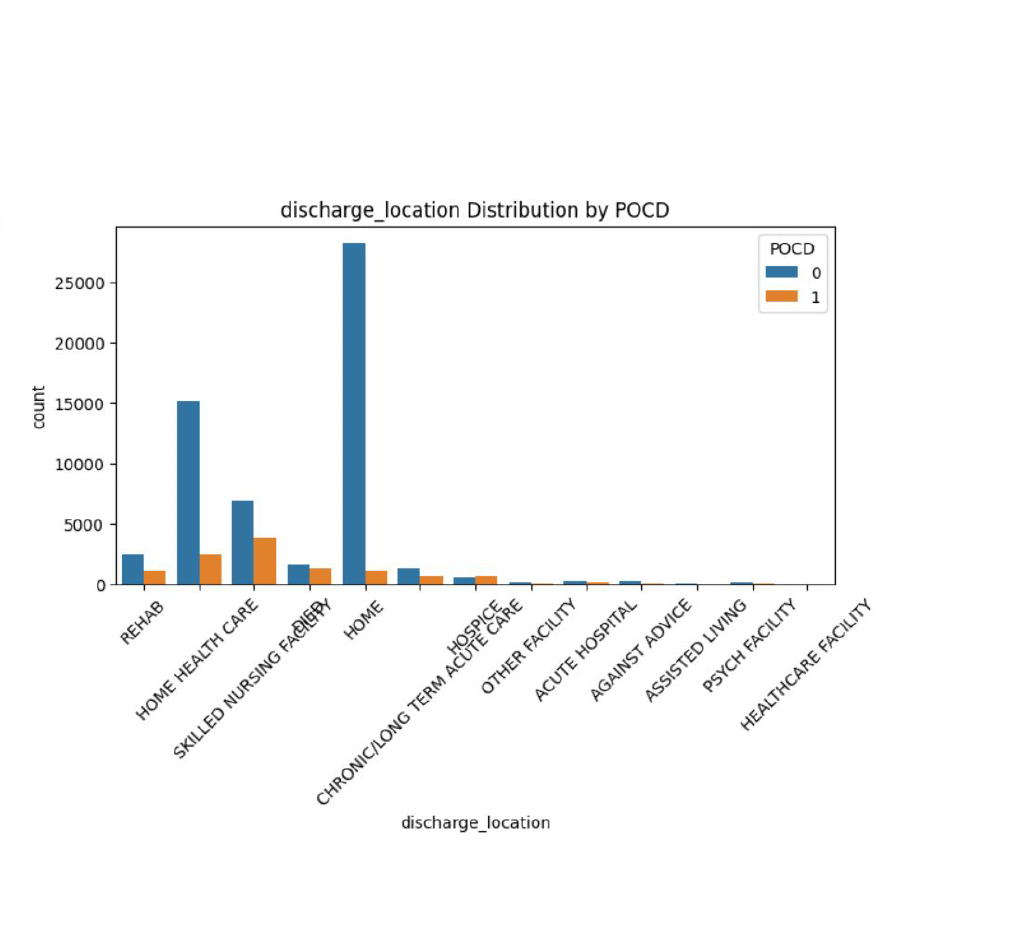 discharge_location Distribution by POCD
POCD
0
1
count
25000
20000
15000
10000
5000
0
REHAB
HOME HEALTH CARE
SKILLED NURSING FACILITY
DIED
HOME
CHRONIC/LONG TERM ACUTE CARE
HOSPICE
OTHER FACILITY
ACUTE HOSPITAL
AGAINST ADVICE
ASSISTED LIVING
PSYCH FACILITY
HEALTHCARE FACILITY
discharge_location